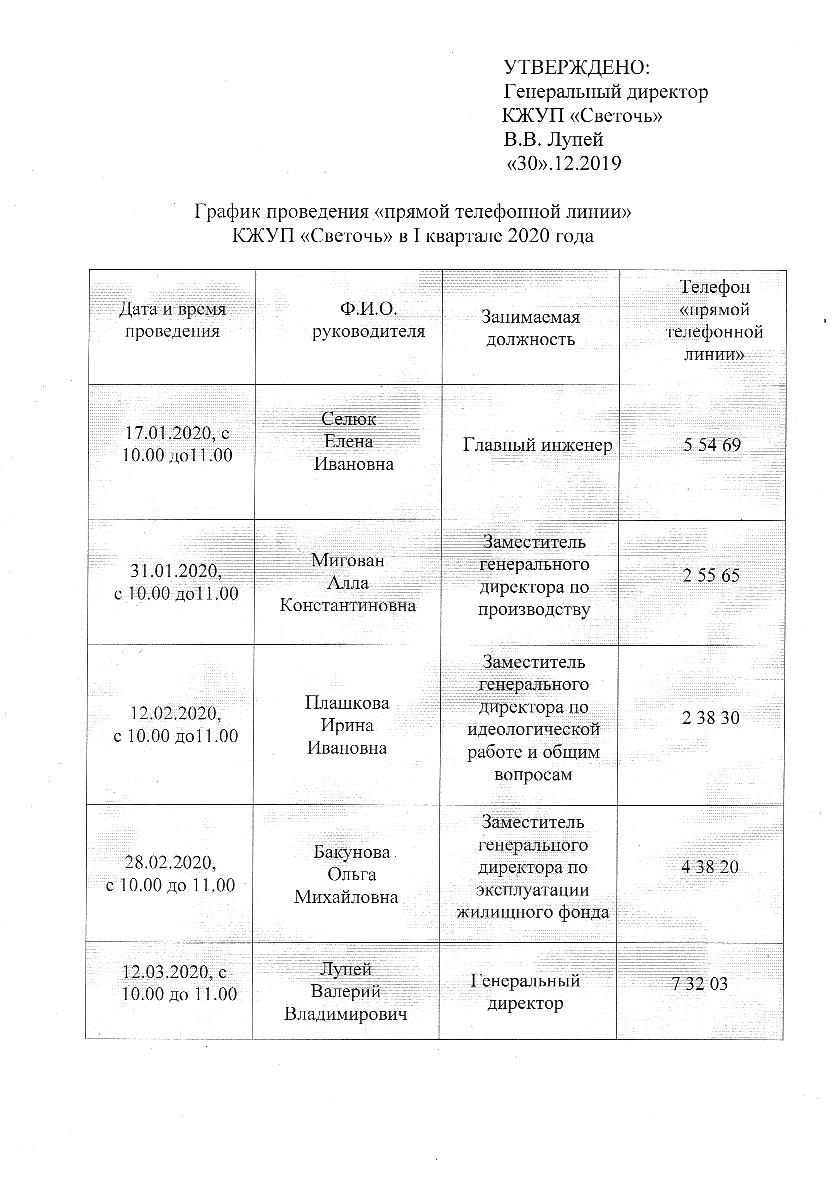 УТВЕРЖДЕНО:
Генеральный директор
КЖУП «Светочь»
В.В. Лупей
«30».12.2019
График проведения «прямой телефонной линии»
КЖУП «Светочь» в I квартале 2020 года
Дата и время
проведения
Ф.И.О.
руководителя
Занимаемая
должность
Телефон
«прямой
телефонной
линии»
17.01.2020, с
10.00 до11.00
Селюк
Елена
Ивановна
Главный инженер
5 54 69
31.01.2020,
с 10.00 до11.00
Мигован
Алла
Константиновна
Заместитель
генерального
директора по
производству
2 55 65
12.02.2020,
с 10.00 до11.00
Плашкова
Ирина
Ивановна
Заместитель
генерального
директора по
идеологической
работе и общим
вопросам
2 38 30
28.02.2020,
с 10.00 до 11.00
Бакунова
Ольга
Михайловна
Заместитель
генерального
директора по
эксплуатации
жилищного фонда
4 38 20
12.03.2020, с
10.00 до 11.00
Лупей
Валерий
Владимирович
Генеральный
директор
7 32 03